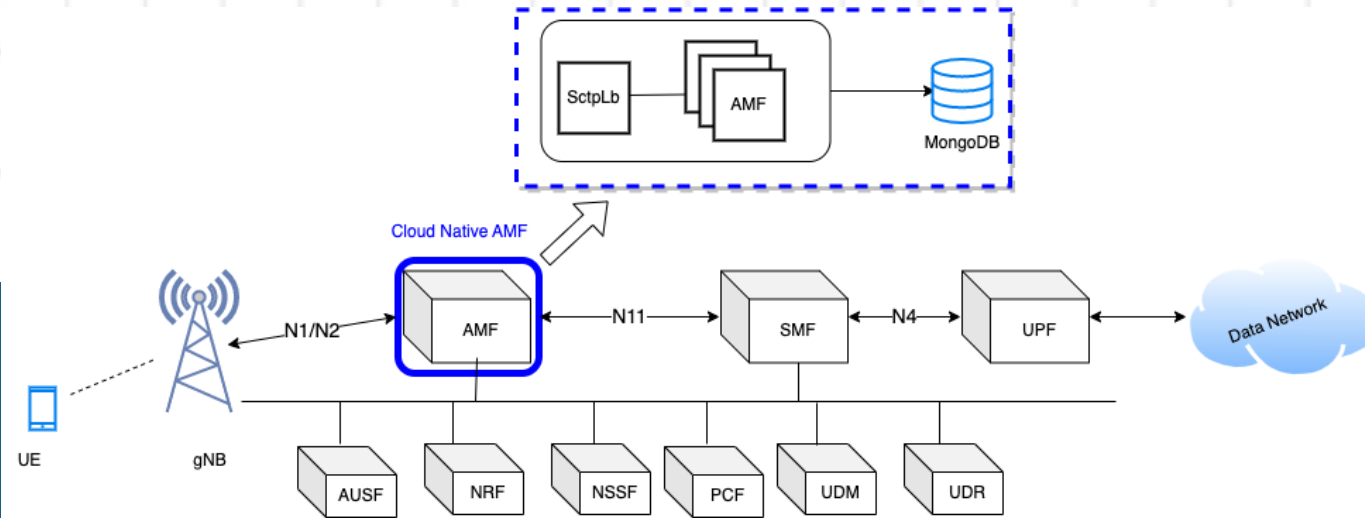 SctpLb
AMF
MongoDB
Cloud Native AMF
N1/N2
AMF
N11
SMF
N4
UPF
Data Network
UE
gNB
AUSF
NRF
NSSF
PCF
UDM
UDR